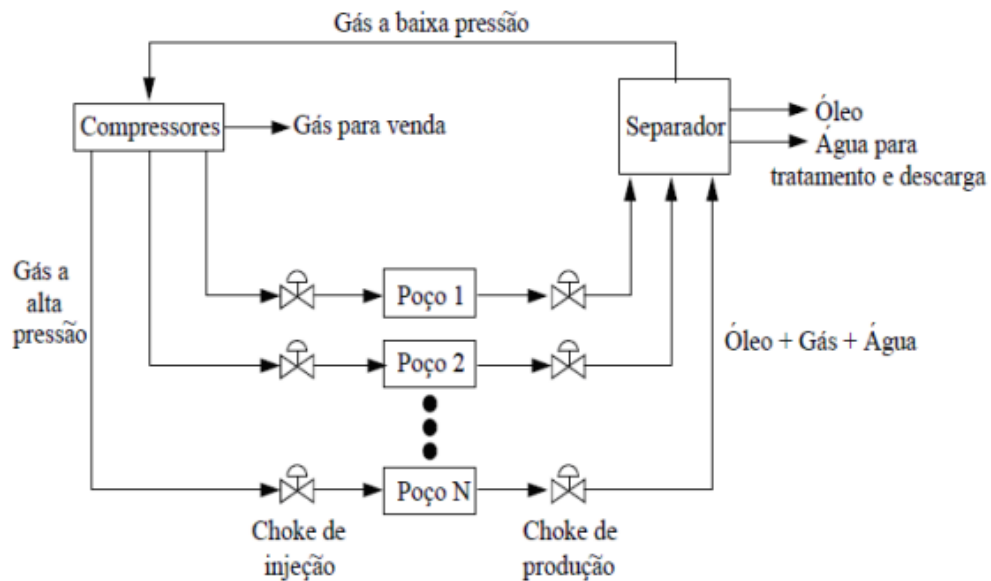 Gás a baixa pressão
Compressores
Gás para venda
Separador
Óleo
Água para
tratamento e descarga
Gás a
alta
pressão
Poço 1
Poço 2
Óleo + Gás + Água
Poço N
Choke de
injeção
Choke de
produção